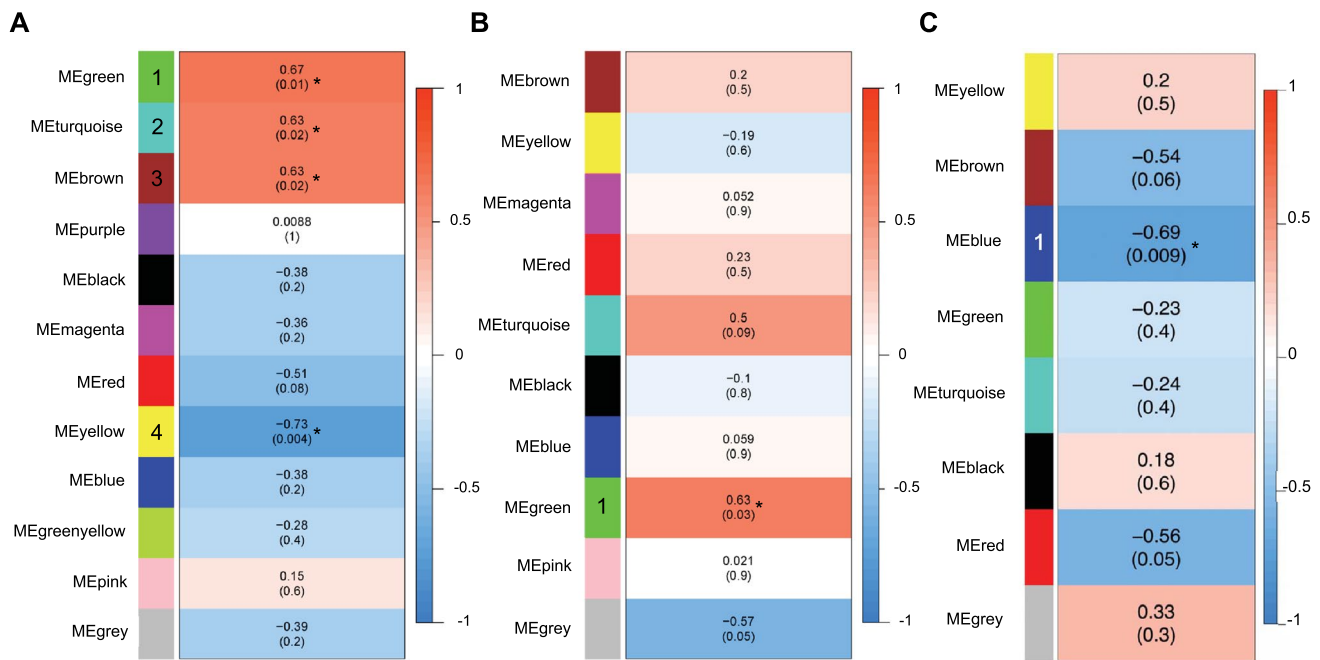 A
MEgreen 1 0.67
(0.01) *
MEturquoise 2 0.63
(0.02) *
MEbrown 3 0.63
(0.02) *
MEpurple 0.0088
(1)
MEblack −0.38
(0.2)
MEmagenta −0.36
(0.2)
MEred −0.51
(0.08)
MEyellow 4 −0.73
(0.004) *
MEblue −0.38
(0.2)
MEgreenyellow −0.28
(0.4)
MEpink 0.15
(0.6)
MEgrey −0.39
(0.2)
1
0.5
0
-0.5
-1
B
MEbrown 0.2
(0.5)
MEyellow −0.19
(0.6)
MEmagenta 0.052
(0.9)
MEred 0.23
(0.5)
MEturquoise 0.5
(0.09)
MEblack −0.1
(0.8)
MEblue 0.059
(0.9)
MEgreen 1 0.63
(0.03) *
MEpink 0.021
(0.9)
MEgrey −0.57
(0.05)
1
0.5
0
-0.5
-1
C
MEyellow 0.2
(0.5)
MEbrown −0.54
(0.06)
MEblue 1 −0.69
(0.009) *
MEgreen −0.23
(0.4)
MEturquoise −0.24
(0.4)
MEblack 0.18
(0.6)
MEred −0.56
(0.05)
MEgrey 0.33
(0.3)
1
0.5
0
-0.5
-1